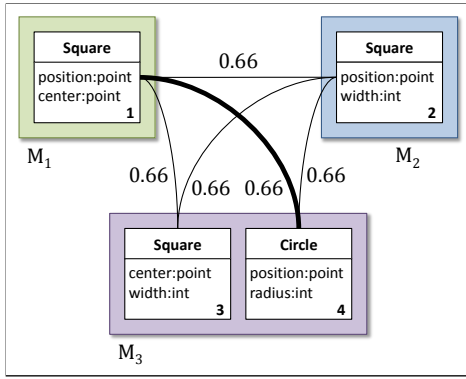 Square
position:point
center:point
1
M₁
0.66
Square
position:point
width:int
2
M₂
0.66
0.66
0.66
0.66
Square
center:point
width:int
3
Circle
position:point
radius:int
4
M₃